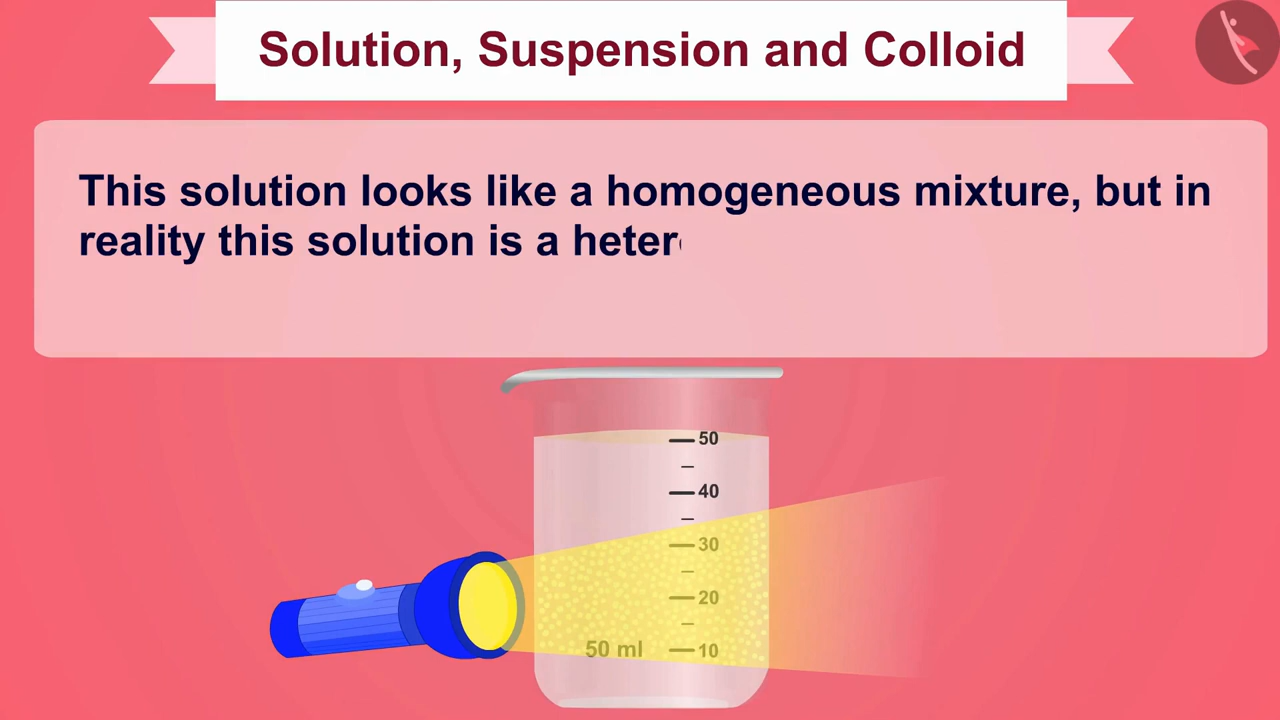 Solution, Suspension and Colloid
This solution looks like a homogeneous mixture, but in
reality this solution is a heter
50
40
30
20
50 ml
10